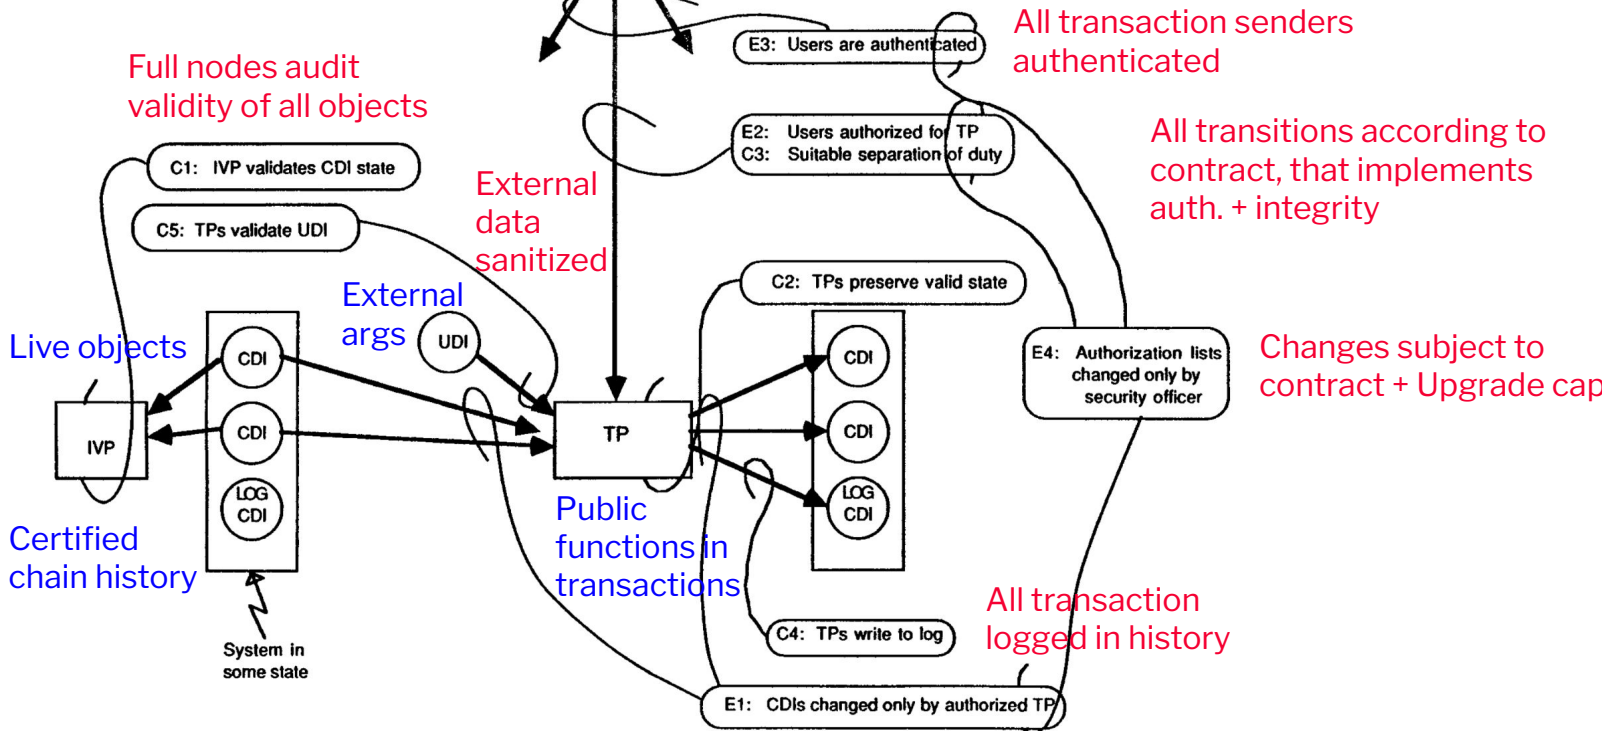 All transaction senders
authenticated
E3: Users are authenticated
Full nodes audit
validity of all objects
E2: Users authorized for TP
C3: Suitable separation of duty
All transitions according to
contract, that implements
auth. + integrity
C1: IVP validates CDI state
External
data
sanitized
C5: TPs validate UDI
C2: TPs preserve valid state
External
args
Live objects
CDI
UDI
CDI
E4: Authorization lists
changed only by
security officer
Changes subject to
contract + Upgrade cap
IVP
CDI
TP
CDI
LOG
CDI
LOG
CDI
Certified
chain history
Public
functions in
transactions
All transaction
logged in history
C4: TPs write to log
System in
some state
E1: CDIs changed only by authorized TP